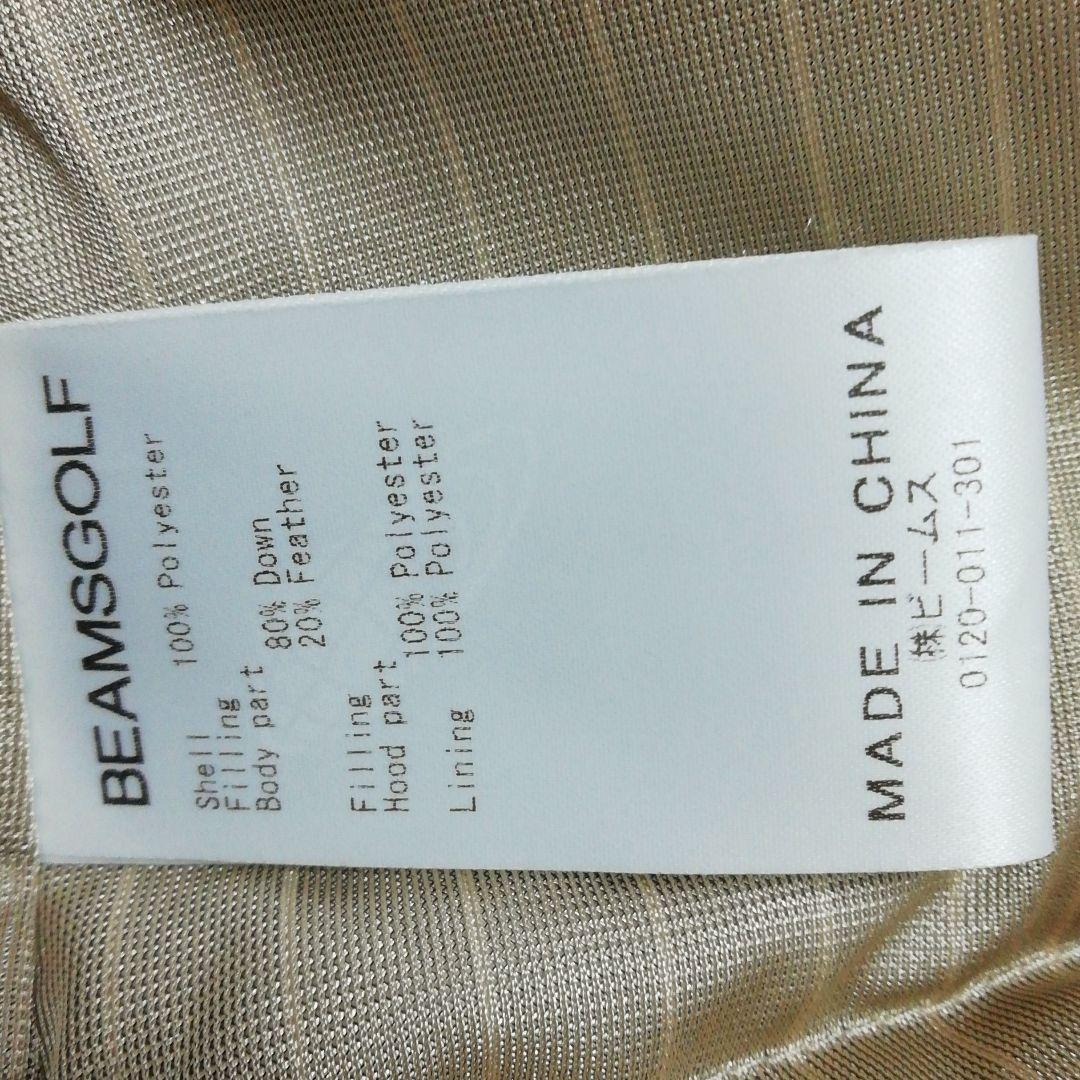 BEAMSGOLF
Shell 100% Polyester
Filling
Body part 80% Down
20% Feather
Filling
Hood part 100% Polyester
Lining 100% Polyester
MADE IN CHINA
㈱ビームス
0120-011-301